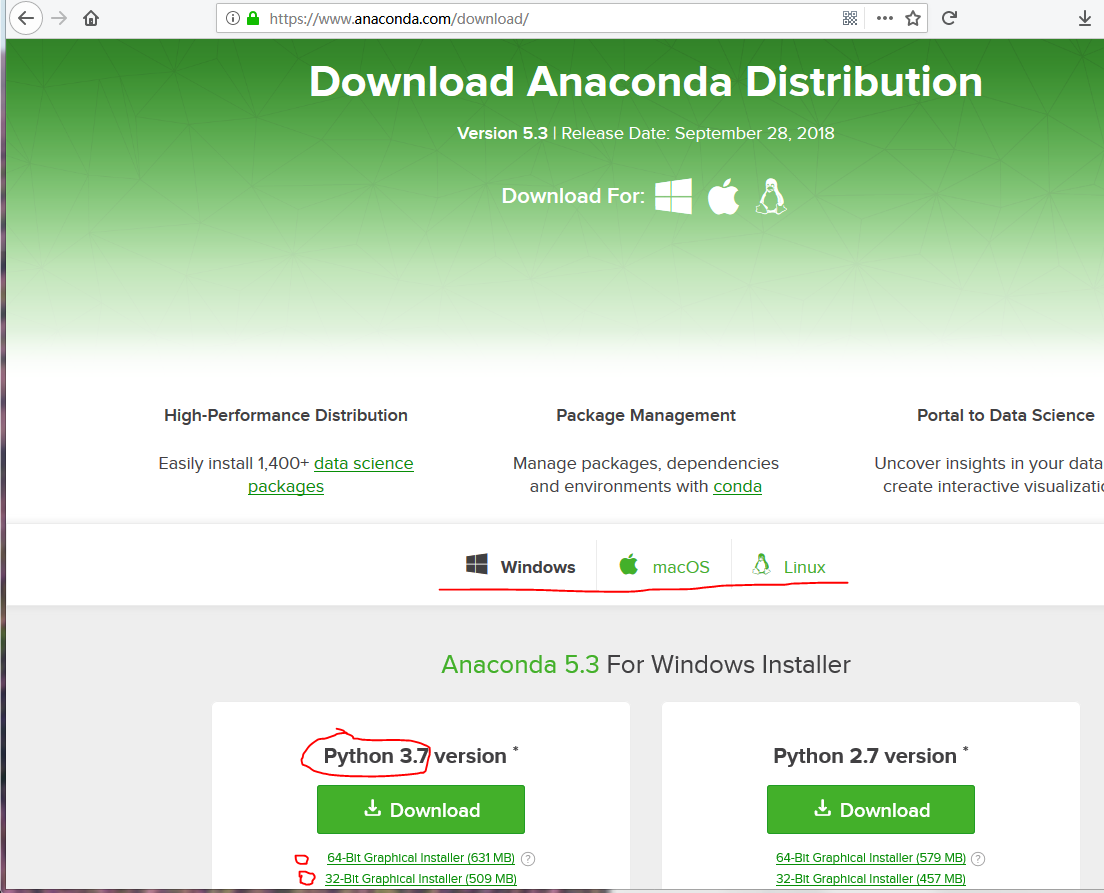 https://www.anaconda.com/download/
Download Anaconda Distribution
Version 5.3 | Release Date: September 28, 2018
Download For:
High-Performance Distribution
Easily install 1,400+ data science
packages
Package Management
Manage packages, dependencies
and environments with conda
Portal to Data Science
Uncover insights in your data
create interactive visualizatic
Windows
macOS
Linux
Anaconda 5.3 For Windows Installer
Python 3.7 version *
Download
64-Bit Graphical Installer (631 MB) ?
32-Bit Graphical Installer (509 MB)
Python 2.7 version *
Download
64-Bit Graphical Installer (579 MB) ?
32-Bit Graphical Installer (457 MB)